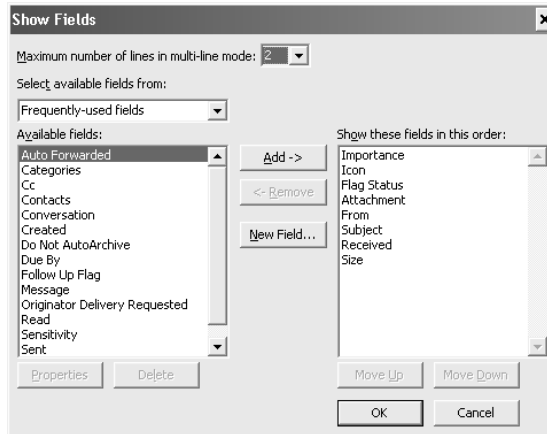 Show Fields
Maximum number of lines in multi-line mode: 2
Select available fields from:
Frequently-used fields
Available fields:
Auto Forwarded
Categories
Cc
Contacts
Conversation
Created
Do Not AutoArchive
Due By
Follow Up Flag
Message
Originator Delivery Requested
Read
Sensitivity
Sent
Properties
Delete
Add ->
<- Remove
New Field...
Show these fields in this order:
Importance
Icon
Flag Status
Attachment
From
Subject
Received
Size
Move Up
Move Down
OK
Cancel